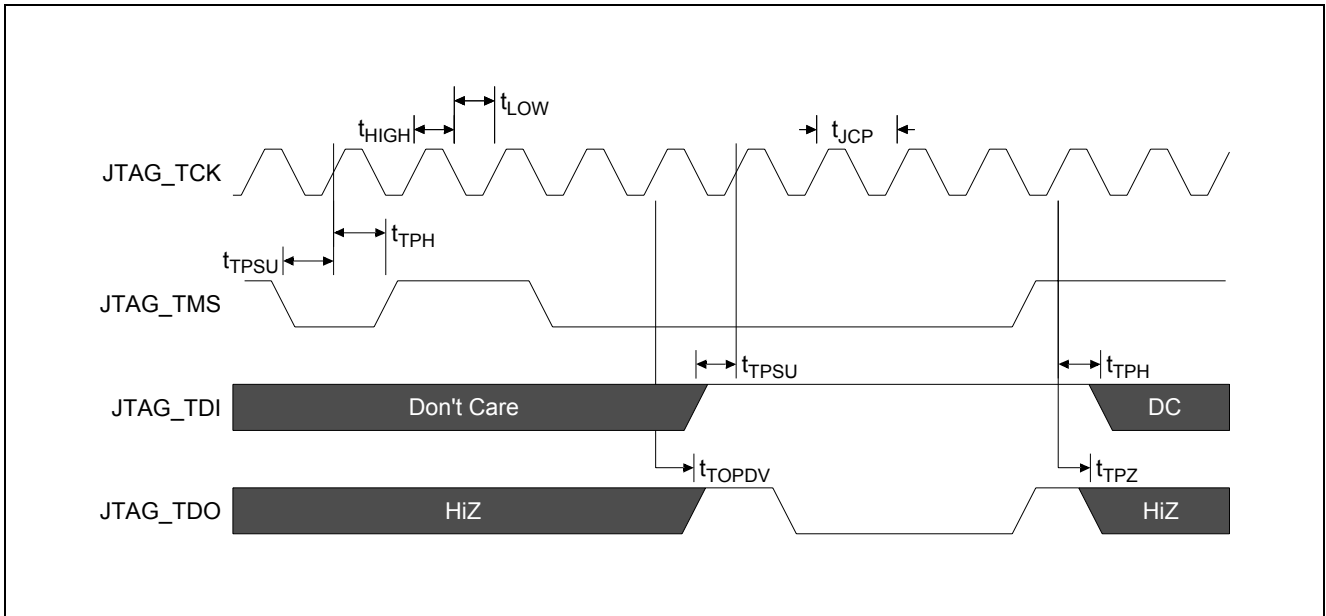 tLOW
tHIGH
tJCP
JTAG_TCK
tTPH
tTPSU
JTAG_TMS
tTPSU
tTPH
JTAG_TDI
Don't Care
DC
tTOPDV
tTPZ
JTAG_TDO
HiZ
HiZ